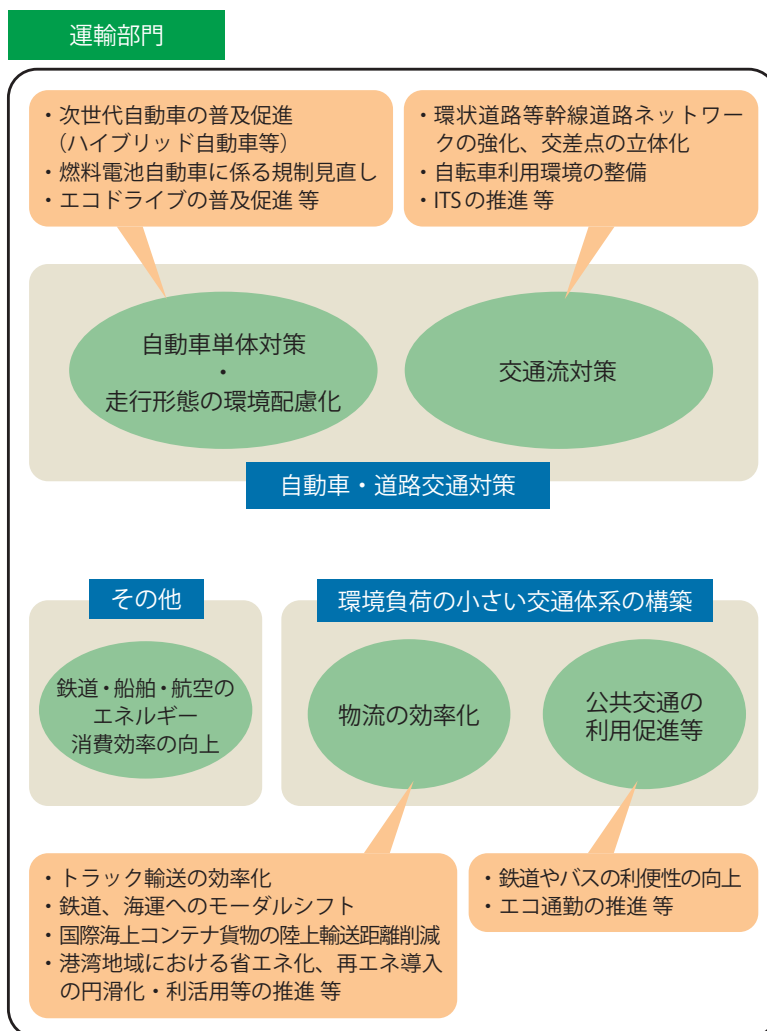 運輸部門
・次世代自動車の普及促進
（ハイブリッド自動車等）
・燃料電池自動車に係る規制見直し
・エコドライブの普及促進 等
・環状道路等幹線道路ネットワー
クの強化、交差点の立体化
・自転車利用環境の整備
・ITSの推進 等
自動車単体対策
・
走行形態の環境配慮化
交通流対策
自動車・道路交通対策
その他
鉄道・船舶・航空の
エネルギー
消費効率の向上
環境負荷の小さい交通体系の構築
物流の効率化
公共交通の
利用促進等
・トラック輸送の効率化
・鉄道、海運へのモーダルシフト
・国際海上コンテナ貨物の陸上輸送距離削減
・港湾地域における省エネ化、再エネ導入
の円滑化・利活用等の推進 等
・鉄道やバスの利便性の向上
・エコ通勤の推進 等